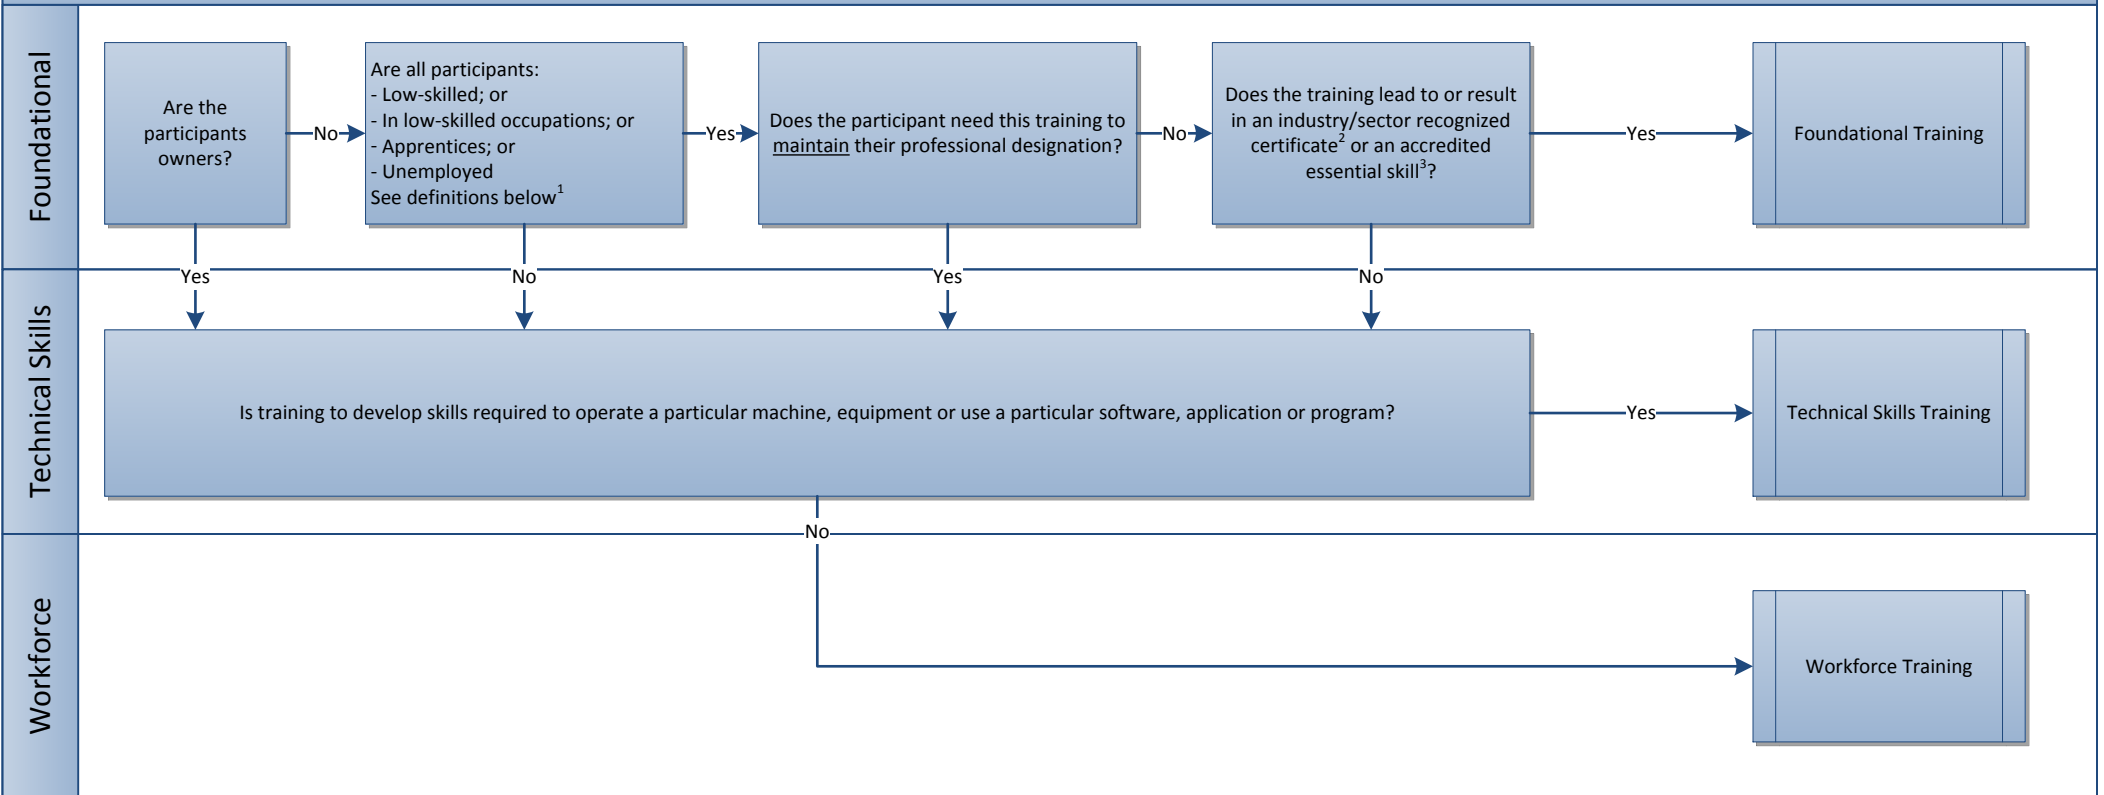 Foundational
Are the
participants
owners?
No
Are all participants:
- Low-skilled; or
- In low-skilled occupations; or
- Apprentices; or
- Unemployed
See definitions below1
Yes
Does the participant need this training to
maintain their professional designation?
No
Does the training lead to or result
in an industry/sector recognized
certificate2 or an accredited
essential skill3?
Yes
Foundational Training
Yes
No
Yes
No
Technical Skills
Is training to develop skills required to operate a particular machine, equipment or use a particular software, application or program?
Yes
Technical Skills Training
No
Workforce
Workforce Training